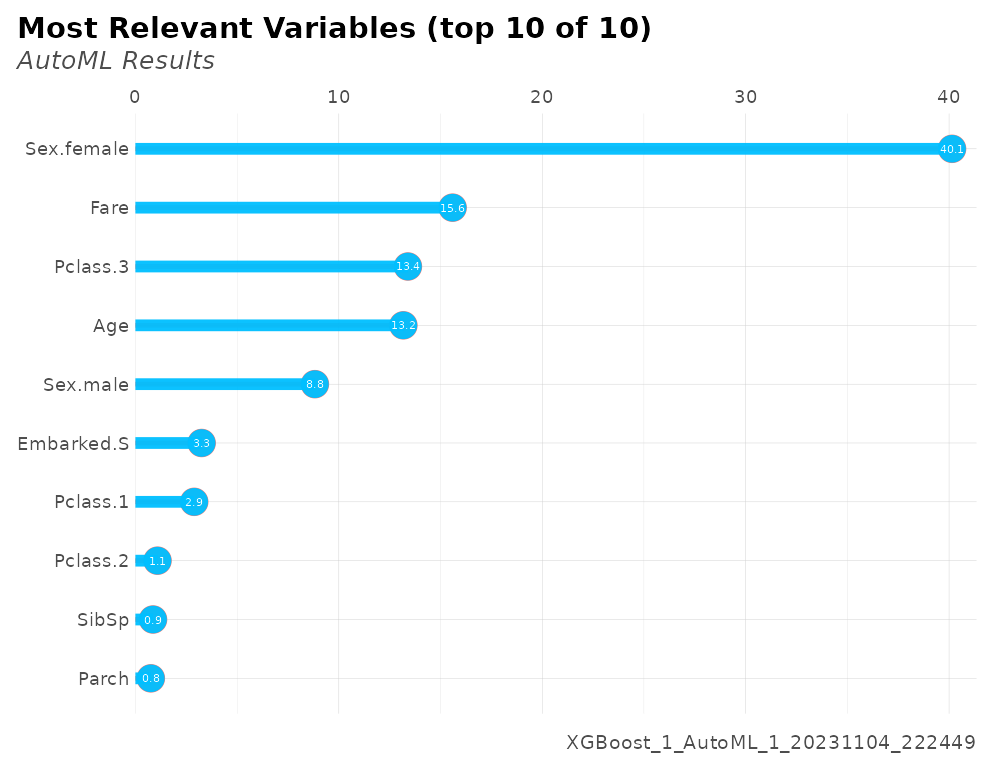 Most Relevant Variables (top 10 of 10)
AutoML Results
0 10 20 30 40
Sex.female 40.1
Fare 15.6
Pclass.3 13.4
Age 13.2
Sex.male 8.8
Embarked.S 3.3
Pclass.1 2.9
Pclass.2 1.1
SibSp 0.9
Parch 0.8
XGBoost_1_AutoML_1_20231104_222449